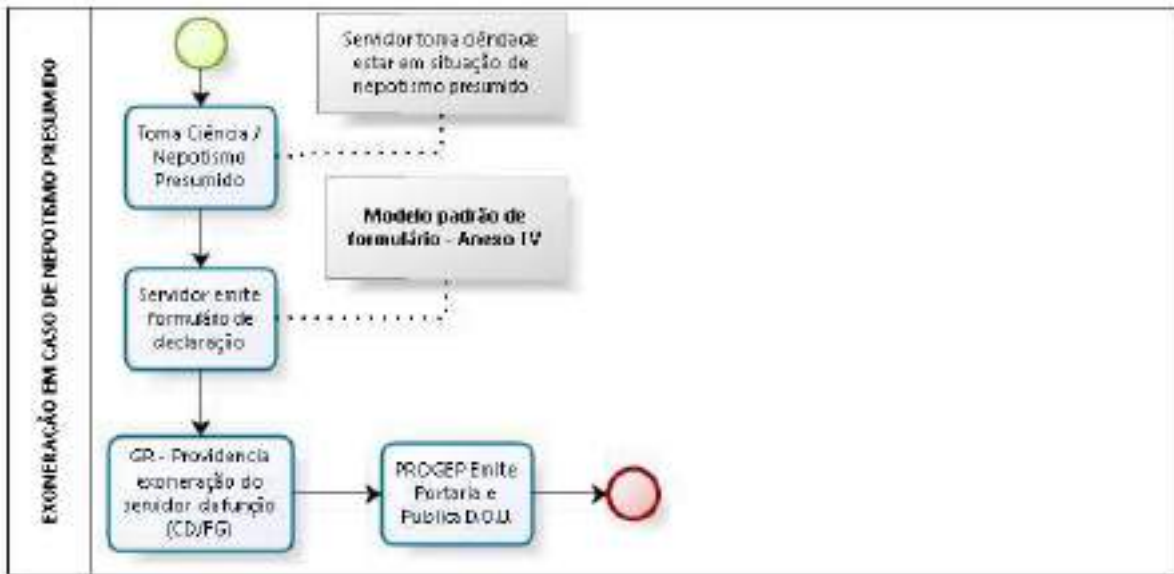 EXONERAÇÃO EM CASO DE NEPOTISMO PRESUMIDO
Servidor toma ciência de
estar em situação de
nepotismo presumido
Toma Ciência /
Nepotismo
Presumido
Modelo padrão de
formulário - Anexo IV
Servidor emite
formulário de
declaração
GR - Providencia
exoneração do
servidor da função
(CD/FG)
PROGEP Emite
Portaria e
Publica D.O.U.